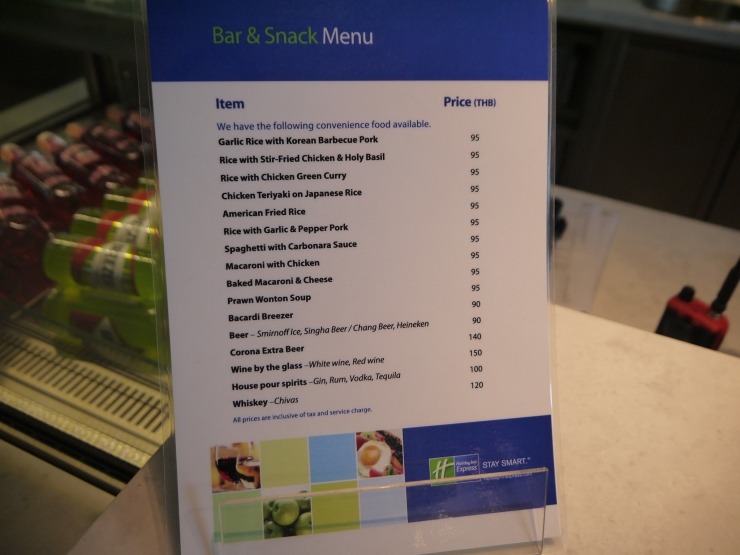 Bar & Snack Menu
Item Price (THB)
We have the following convenience food available.
Garlic Rice with Korean Barbecue Pork 95
Rice with Stir-Fried Chicken & Holy Basil 95
Rice with Chicken Green Curry 95
Chicken Teriyaki on Japanese Rice 95
American Fried Rice 95
Rice with Garlic & Pepper Pork 95
Spaghetti with Carbonara Sauce 95
Macaroni with Chicken 95
Baked Macaroni & Cheese 95
Prawn Wonton Soup 95
Bacardi Breezer 90
Beer – Smirnoff Ice, Singha Beer / Chang Beer, Heineken 90
Corona Extra Beer 140
Wine by the glass –White wine, Red wine 150
House pour spirits –Gin, Rum, Vodka, Tequila 100
Whiskey –Chivas 120
All prices are inclusive of tax and service charge.
Holiday Inn
Express
STAY SMART.™